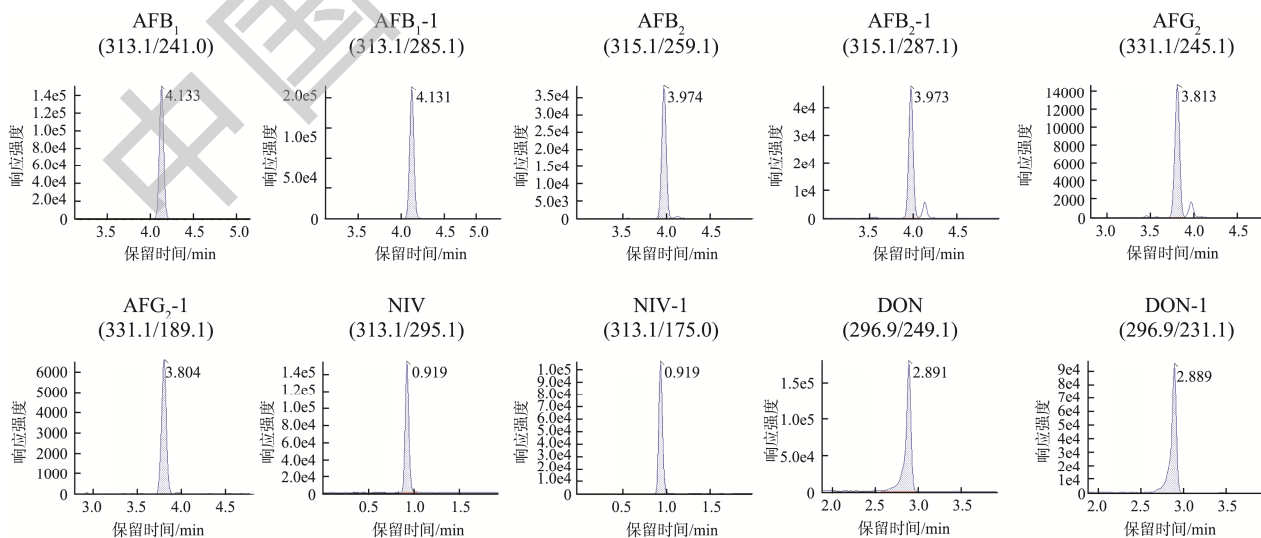 AFB₁
(313.1/241.0)
AFB₁-1
(313.1/285.1)
AFB₂
(315.1/259.1)
AFB₂-1
(315.1/287.1)
AFG₂
(331.1/245.1)
响应强度
1.4e5
1.2e5
1.0e5
8.0e4
6.0e4
4.0e4
2.0e4
0
4.133
3.5 4.0 4.5 5.0
保留时间/min
响应强度
2.0e5
1.0e5
5.0e4
0
4.131
3.5 4.0 4.5 5.0
保留时间/min
响应强度
3.5e4
3.0e4
2.5e4
2.0e4
1.5e4
1.0e4
5.0e3
0
3.974
3.5 4.0 4.5
保留时间/min
响应强度
4e4
3e4
2e4
1e4
0
3.973
3.5 4.0 4.5
保留时间/min
响应强度
14000
12000
10000
8000
6000
4000
2000
0
3.813
3.0 3.5 4.0 4.5
保留时间/min
AFG₂-1
(331.1/189.1)
NIV
(313.1/295.1)
NIV-1
(313.1/175.0)
DON
(296.9/249.1)
DON-1
(296.9/231.1)
响应强度
6000
5000
4000
3000
2000
1000
0
3.804
3.0 3.5 4.0 4.5
保留时间/min
响应强度
1.4e5
1.2e5
1.0e5
8.0e4
6.0e4
4.0e4
2.0e4
0
0.919
0.5 1.0 1.5
保留时间/min
响应强度
1.0e5
9.0e4
8.0e4
7.0e4
6.0e4
5.0e4
4.0e4
3.0e4
2.0e4
1.0e4
0
0.919
0.5 1.0 1.5
保留时间/min
响应强度
1.5e5
1.0e5
5.0e4
0
2.891
2.0 2.5 3.0 3.5
保留时间/min
响应强度
9e4
8e4
7e4
6e4
5e4
4e4
3e4
2e4
1e4
0
2.889
2.0 2.5 3.0 3.5
保留时间/min
中国